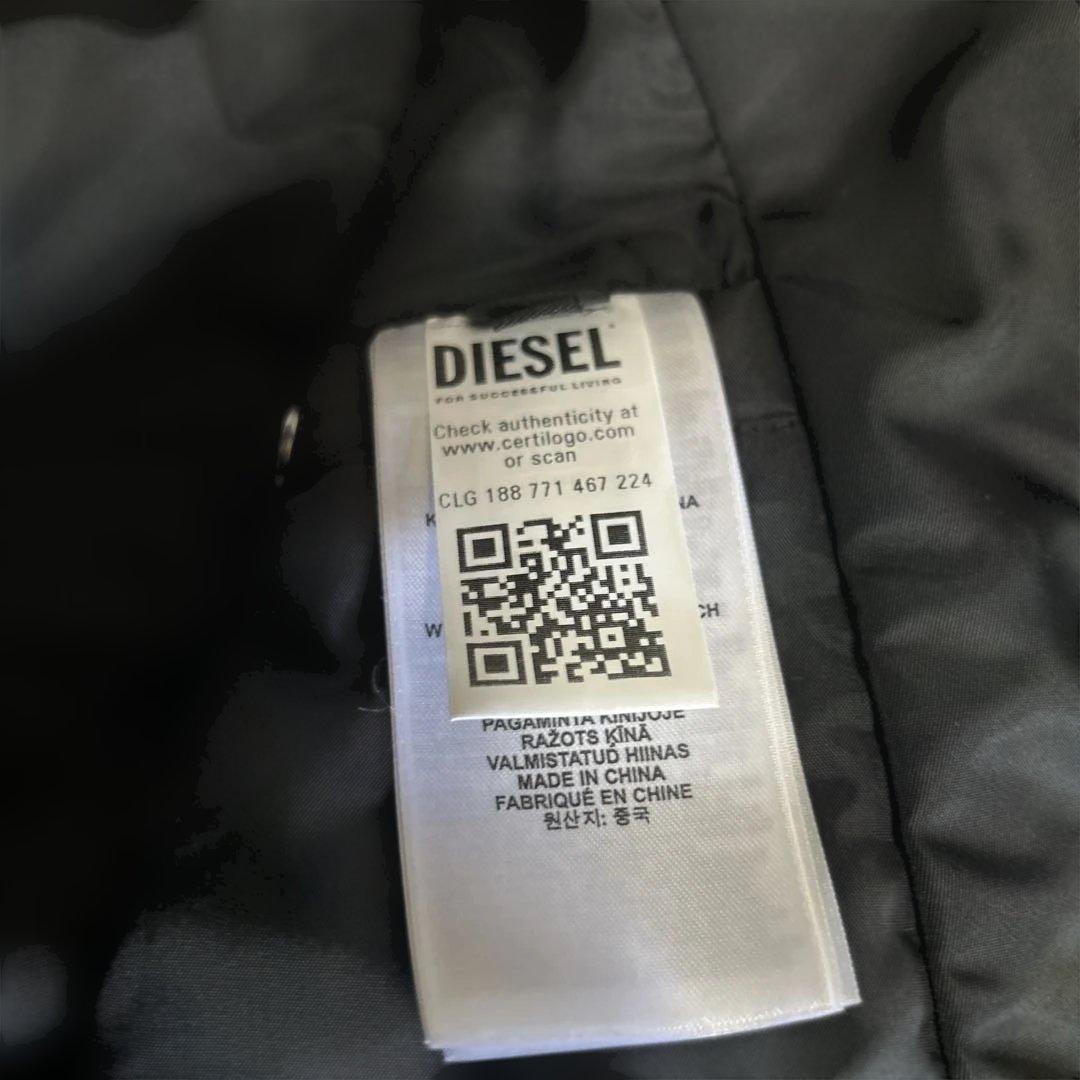 DIESEL
FOR SUCCESSFUL LIVING
Check authenticity at
www.certilogo.com
or scan
CLG 188 771 467 224
PAGAMINTA KINIJOJE
RAŽOTS ĶĪNĀ
VALMISTATUD HIINAS
MADE IN CHINA
FABRIQUÉ EN CHINE
원산지: 중국